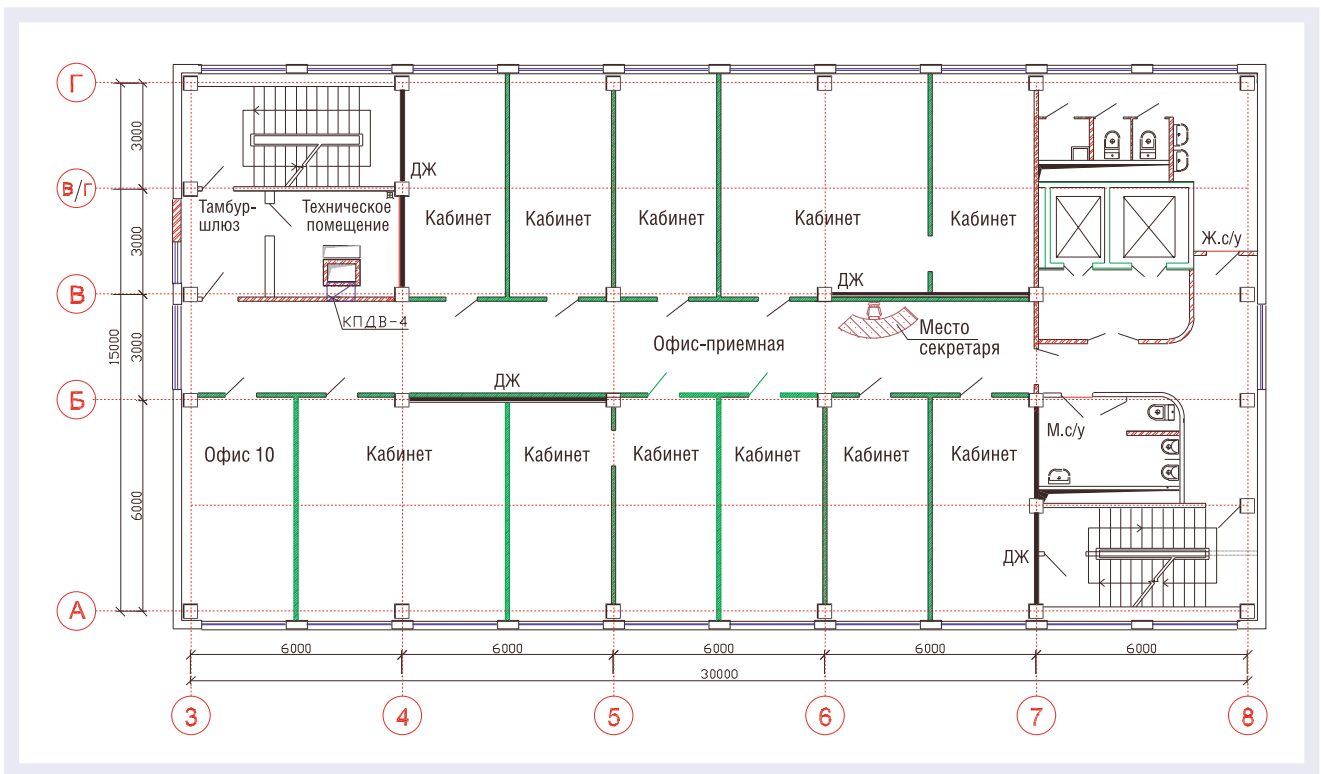 Г
3000
ДЖ
В/Г
Тамбур-
шлюз
Техническое
помещение
Кабинет
Кабинет
Кабинет
Кабинет
Кабинет
3000
Ж.с/у
ДЖ
В
КПДВ-4
15000
3000
Офис-приемная
Место
секретаря
ДЖ
Б
М.с/у
Офис 10
Кабинет
Кабинет
Кабинет
Кабинет
Кабинет
Кабинет
6000
ДЖ
А
6000
6000
6000
6000
6000
30000
3
4
5
6
7
8